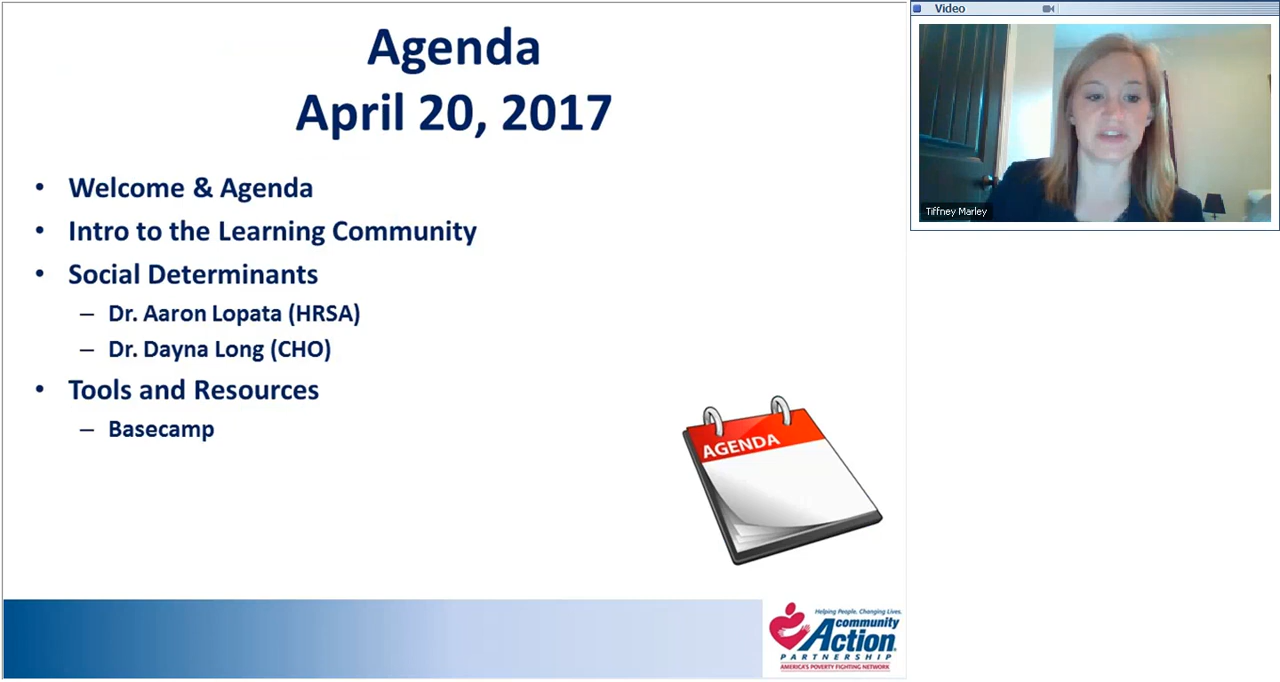 Agenda
April 20, 2017
• Welcome & Agenda
• Intro to the Learning Community
• Social Determinants
– Dr. Aaron Lopata (HRSA)
– Dr. Dayna Long (CHO)
• Tools and Resources
– Basecamp
AGENDA
Helping People. Changing Lives.
community
Action
PARTNERSHIP
AMERICA'S POVERTY FIGHTING NETWORK
Video
Tiffney Marley